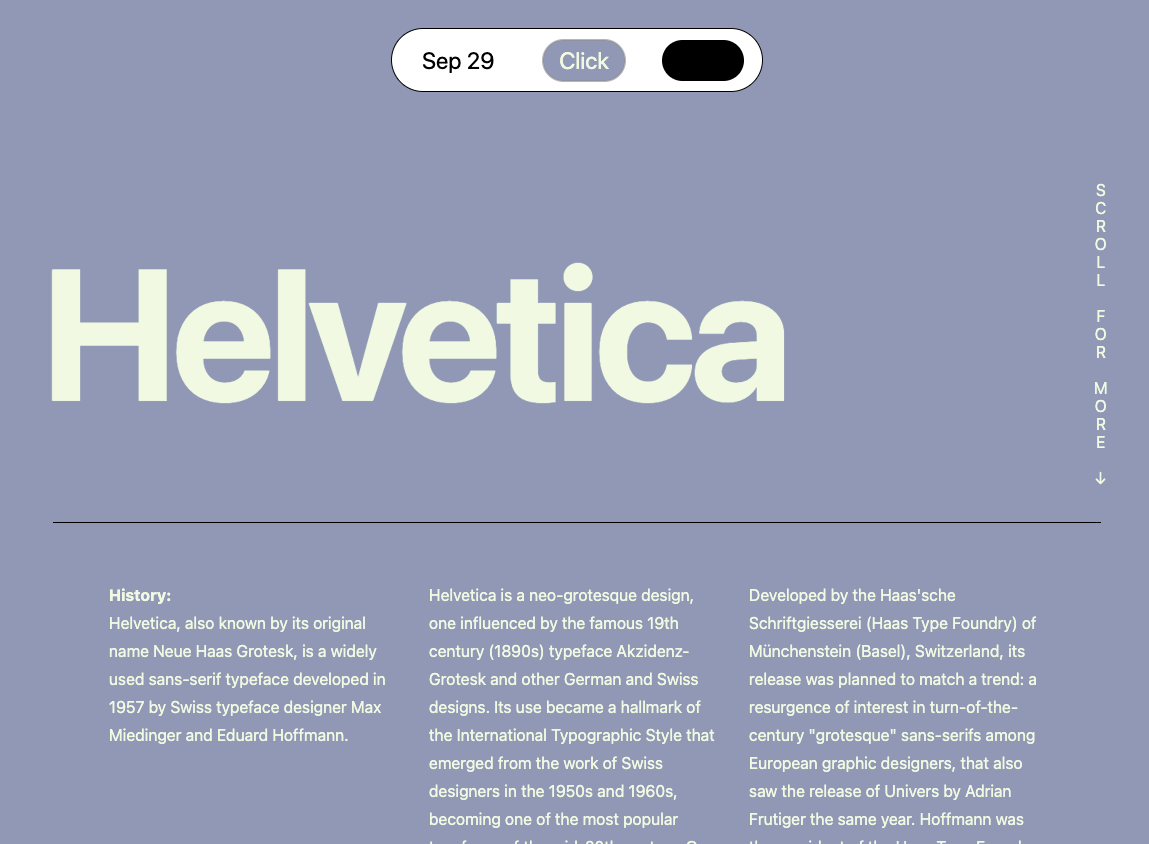 Sep 29
Click
SCROLL FOR MORE ↓
Helvetica
History:
Helvetica, also known by its original
name Neue Haas Grotesk, is a widely
used sans-serif typeface developed in
1957 by Swiss typeface designer Max
Miedinger and Eduard Hoffmann.
Helvetica is a neo-grotesque design,
one influenced by the famous 19th
century (1890s) typeface Akzidenz-
Grotesk and other German and Swiss
designs. Its use became a hallmark of
the International Typographic Style that
emerged from the work of Swiss
designers in the 1950s and 1960s,
becoming one of the most popular
Developed by the Haas'sche
Schriftgiesserei (Haas Type Foundry) of
Münchenstein (Basel), Switzerland, its
release was planned to match a trend: a
resurgence of interest in turn-of-the-
century "grotesque" sans-serifs among
European graphic designers, that also
saw the release of Univers by Adrian
Frutiger the same year. Hoffmann was